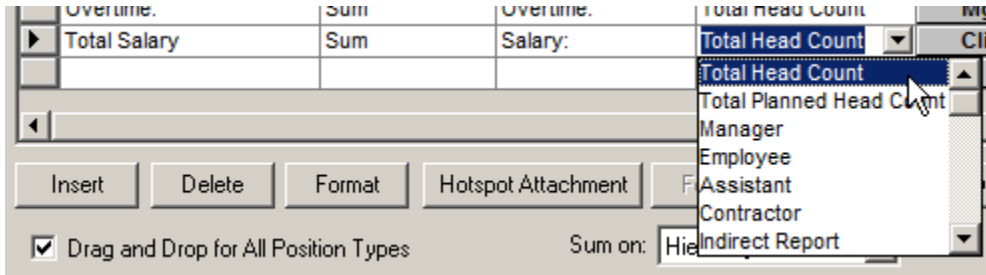 Overtime: Sum Overtime: Total Head Count
Total Salary Sum Salary: Total Head Count
Total Head Count
Total Planned Head Count
Manager
Employee
Assistant
Contractor
Indirect Report
Insert Delete Format Hotspot Attachment
Drag and Drop for All Position Types Sum on: